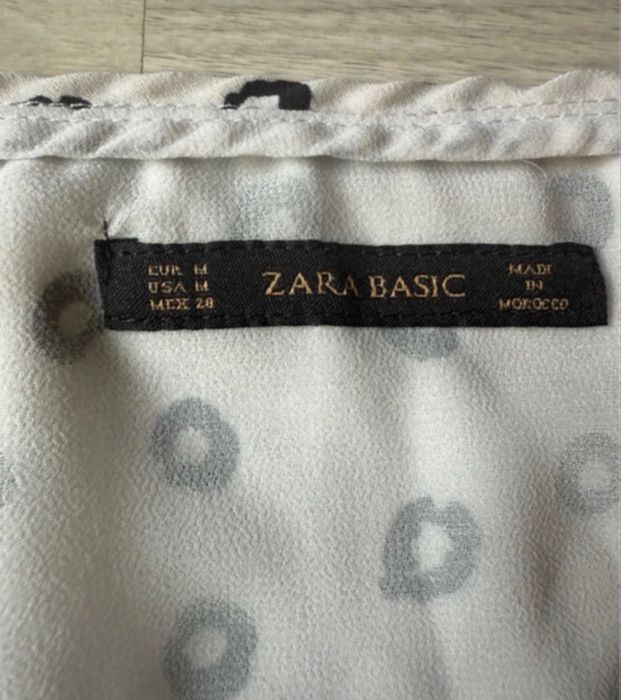 EUR M
USA M
MEX 28
ZARA BASIC
MADE
IN
MOROCCO